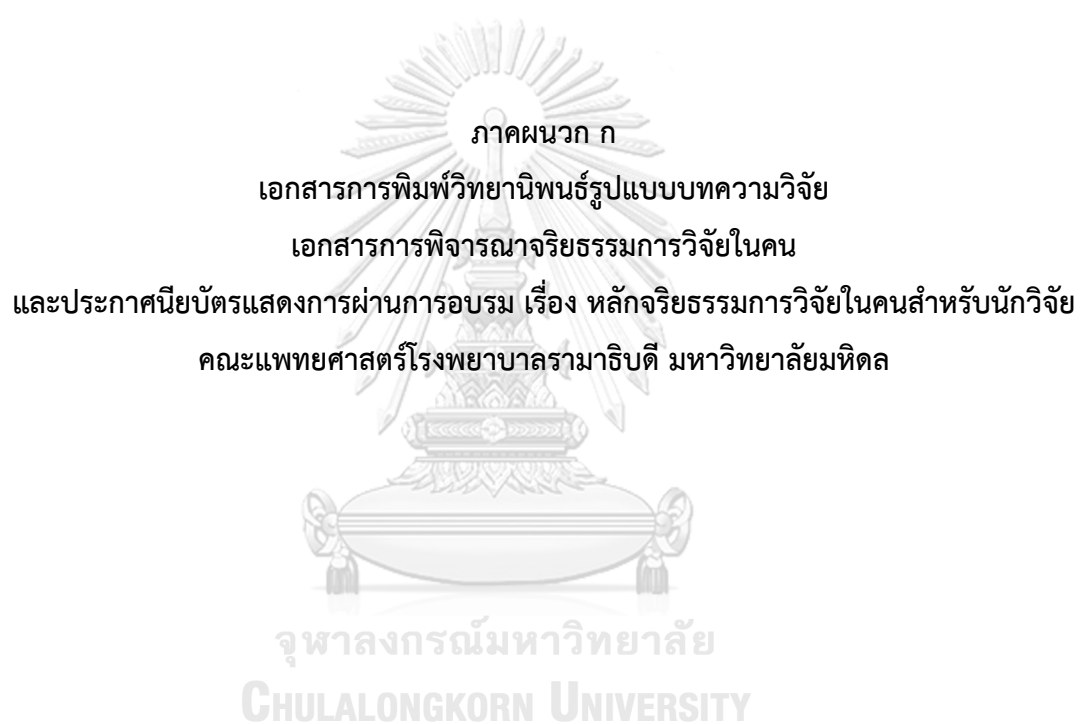 ภาคผนวก ก
เอกสารการพิมพ์วิทยานิพนธ์รูปแบบบทความวิจัย
เอกสารการพิจารณาจริยธรรมการวิจัยในคน
และประกาศนียบัตรแสดงการผ่านการอบรม เรื่อง หลักจริยธรรมการวิจัยในคนสำหรับนักวิจัย
คณะแพทยศาสตร์โรงพยาบาลรามาธิบดี มหาวิทยาลัยมหิดล
จุฬาลงกรณ์มหาวิทยาลัย
CHULALONGKORN UNIVERSITY